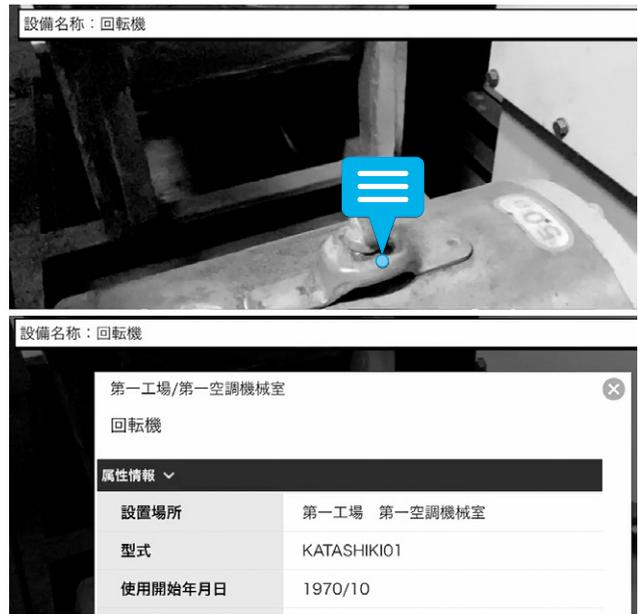 設備名称：回転機
50
設備名称：回転機
第一工場/第一空調機械室
回転機
属性情報
設置場所 第一工場 第一空調機械室
型式 KATASHIKI01
使用開始年月日 1970/10